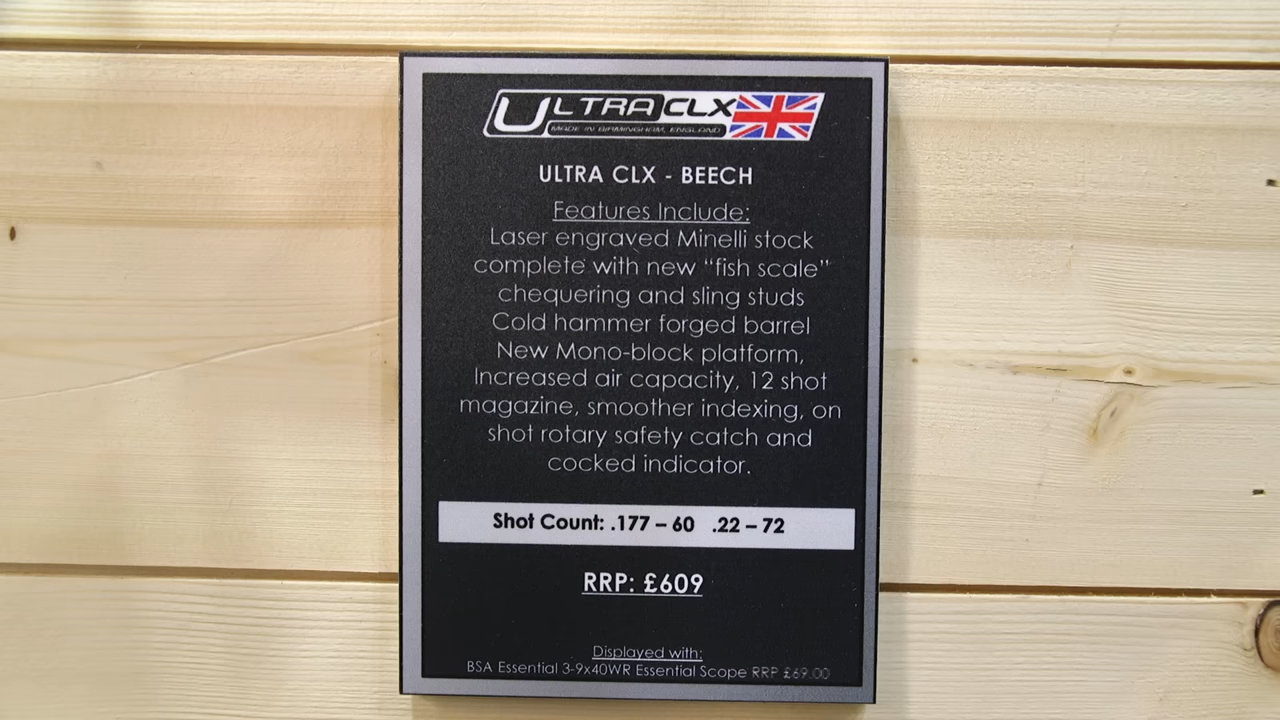 ULTRA CLX
MADE IN BIRMINGHAM, ENGLAND
ULTRA CLX - BEECH
Features Include:
Laser engraved Minelli stock
complete with new “fish scale”
chequering and sling studs
Cold hammer forged barrel
New Mono-block platform,
Increased air capacity, 12 shot
magazine, smoother indexing, on
shot rotary safety catch and
cocked indicator.
Shot Count: .177 – 60 .22 – 72
RRP: £609
Displayed with:
BSA Essential 3-9x40WR Essential Scope RRP £69.00